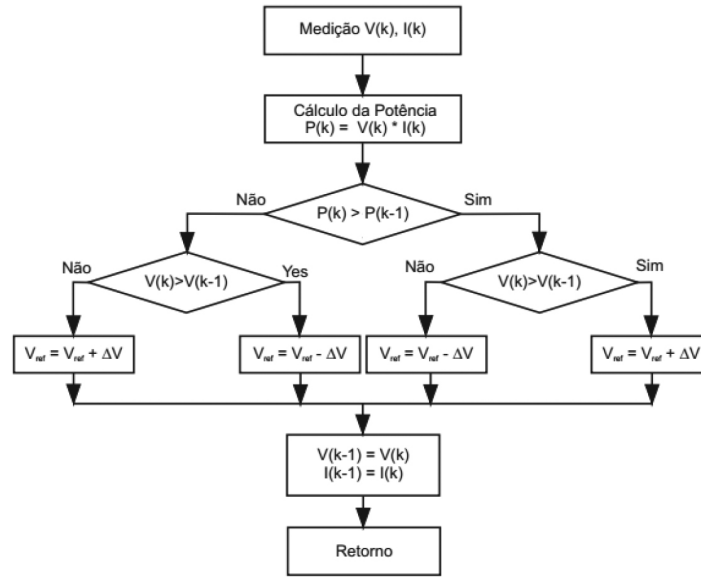 Medição V(k), I(k)
Cálculo da Potência
P(k) = V(k) * I(k)
Não
Sim
P(k) > P(k-1)
Não
V(k)>V(k-1)
Yes
Não
V(k)>V(k-1)
Sim
Vref = Vref + ΔV
Vref = Vref - ΔV
Vref = Vref - ΔV
Vref = Vref + ΔV
V(k-1) = V(k)
I(k-1) = I(k)
Retorno